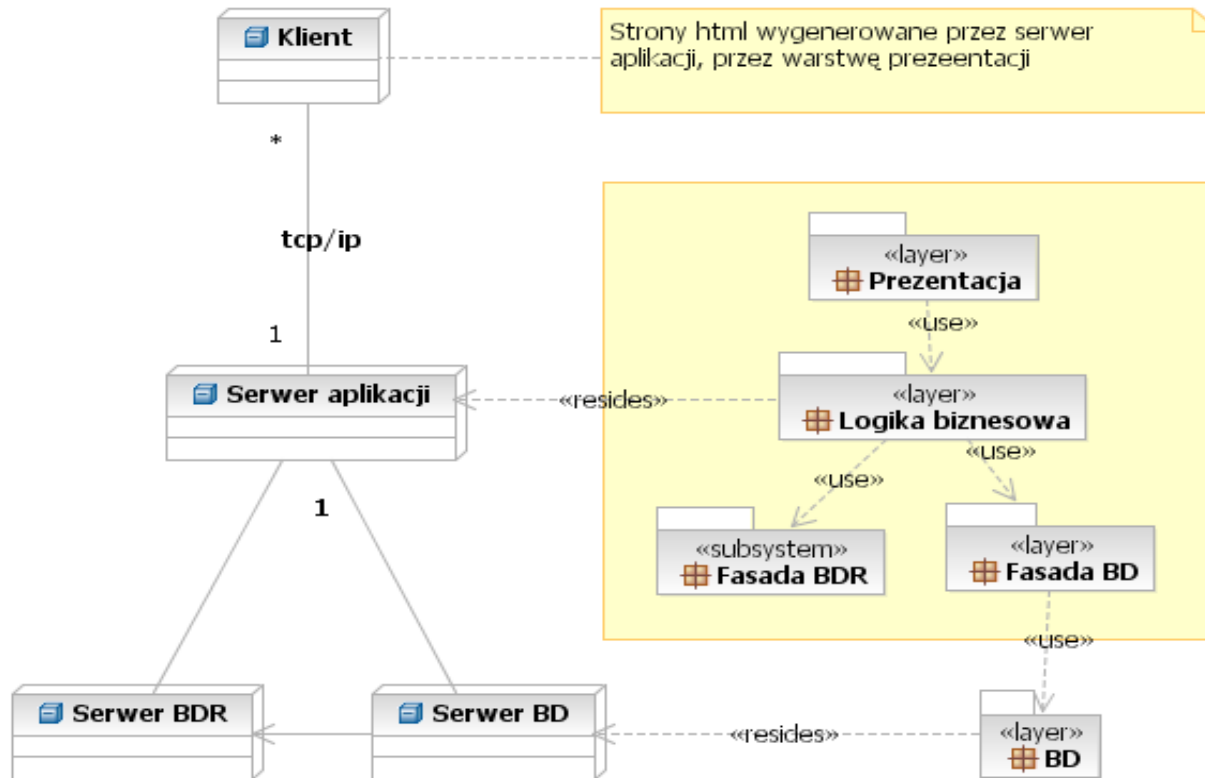 Klient
Strony html wygenerowane przez serwer
aplikacji, przez warstwę prezeentacji
*
tcp/ip
1
«layer»
Prezentacja
«use»
Serwer aplikacji
«resides»
«layer»
Logika biznesowa
«use»
«use»
1
«subsystem»
Fasada BDR
«layer»
Fasada BD
«use»
Serwer BDR
Serwer BD
«resides»
«layer»
BD